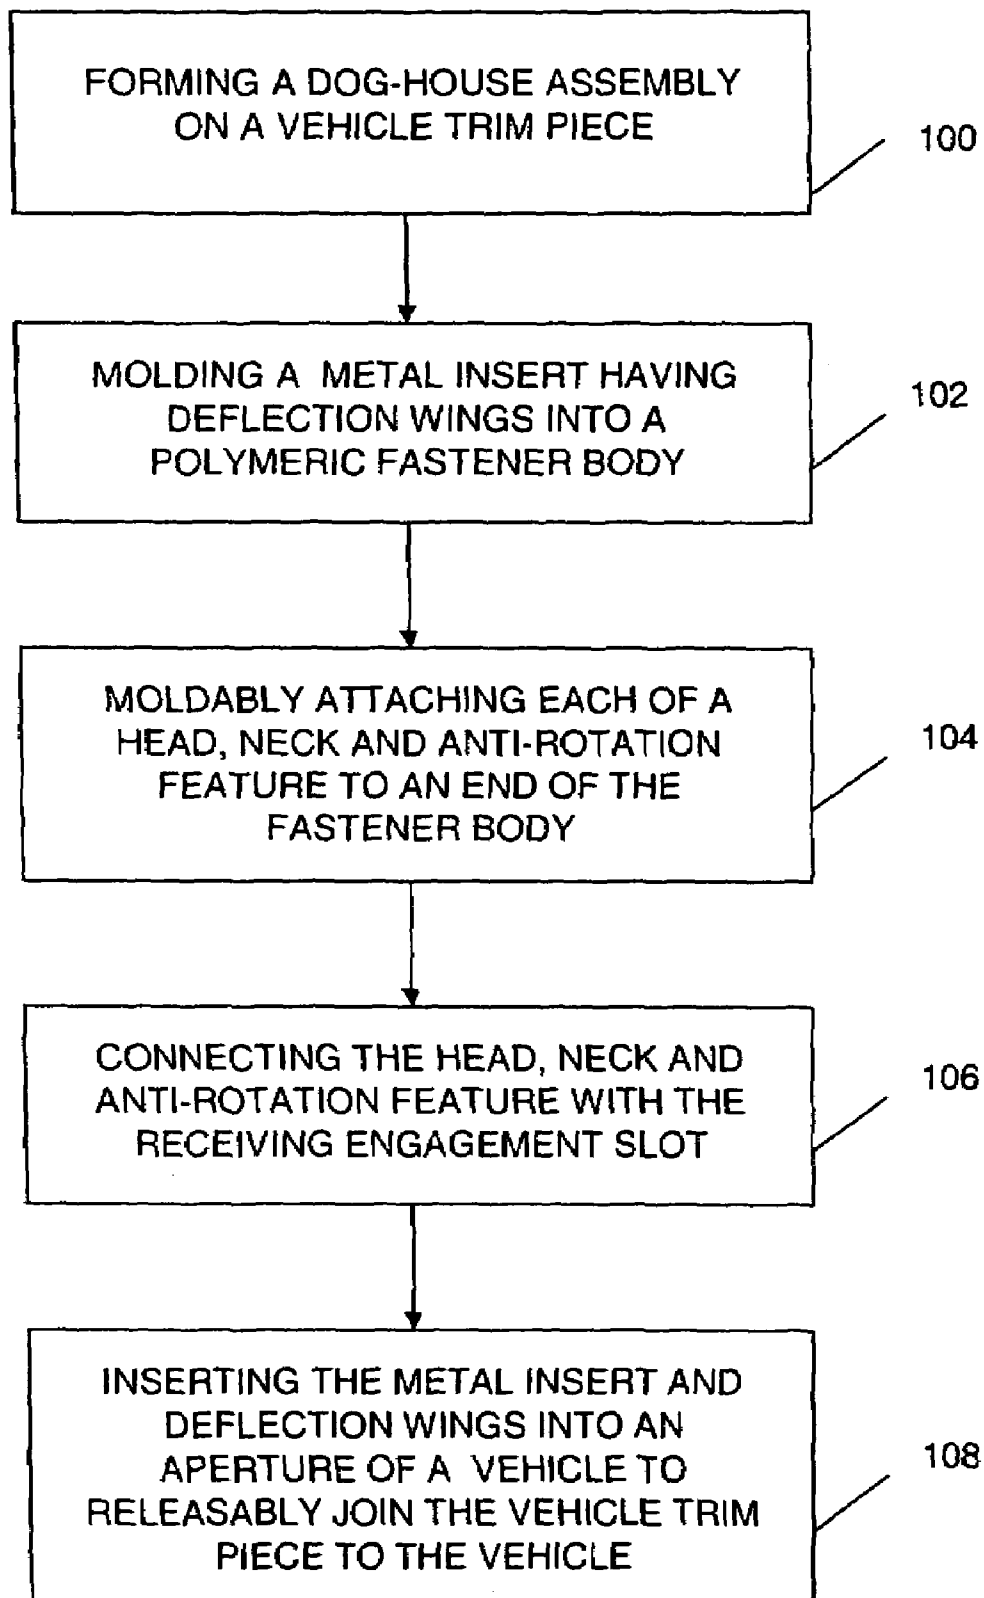 FORMING A DOG-HOUSE ASSEMBLY
ON A VEHICLE TRIM PIECE
100
MOLDING A METAL INSERT HAVING
DEFLECTION WINGS INTO A
POLYMERIC FASTENER BODY
102
MOLDABLY ATTACHING EACH OF A
HEAD, NECK AND ANTI-ROTATION
FEATURE TO AN END OF THE
FASTENER BODY
104
CONNECTING THE HEAD, NECK AND
ANTI-ROTATION FEATURE WITH THE
RECEIVING ENGAGEMENT SLOT
106
INSERTING THE METAL INSERT AND
DEFLECTION WINGS INTO AN
APERTURE OF A VEHICLE TO
RELEASABLY JOIN THE VEHICLE TRIM
PIECE TO THE VEHICLE
108